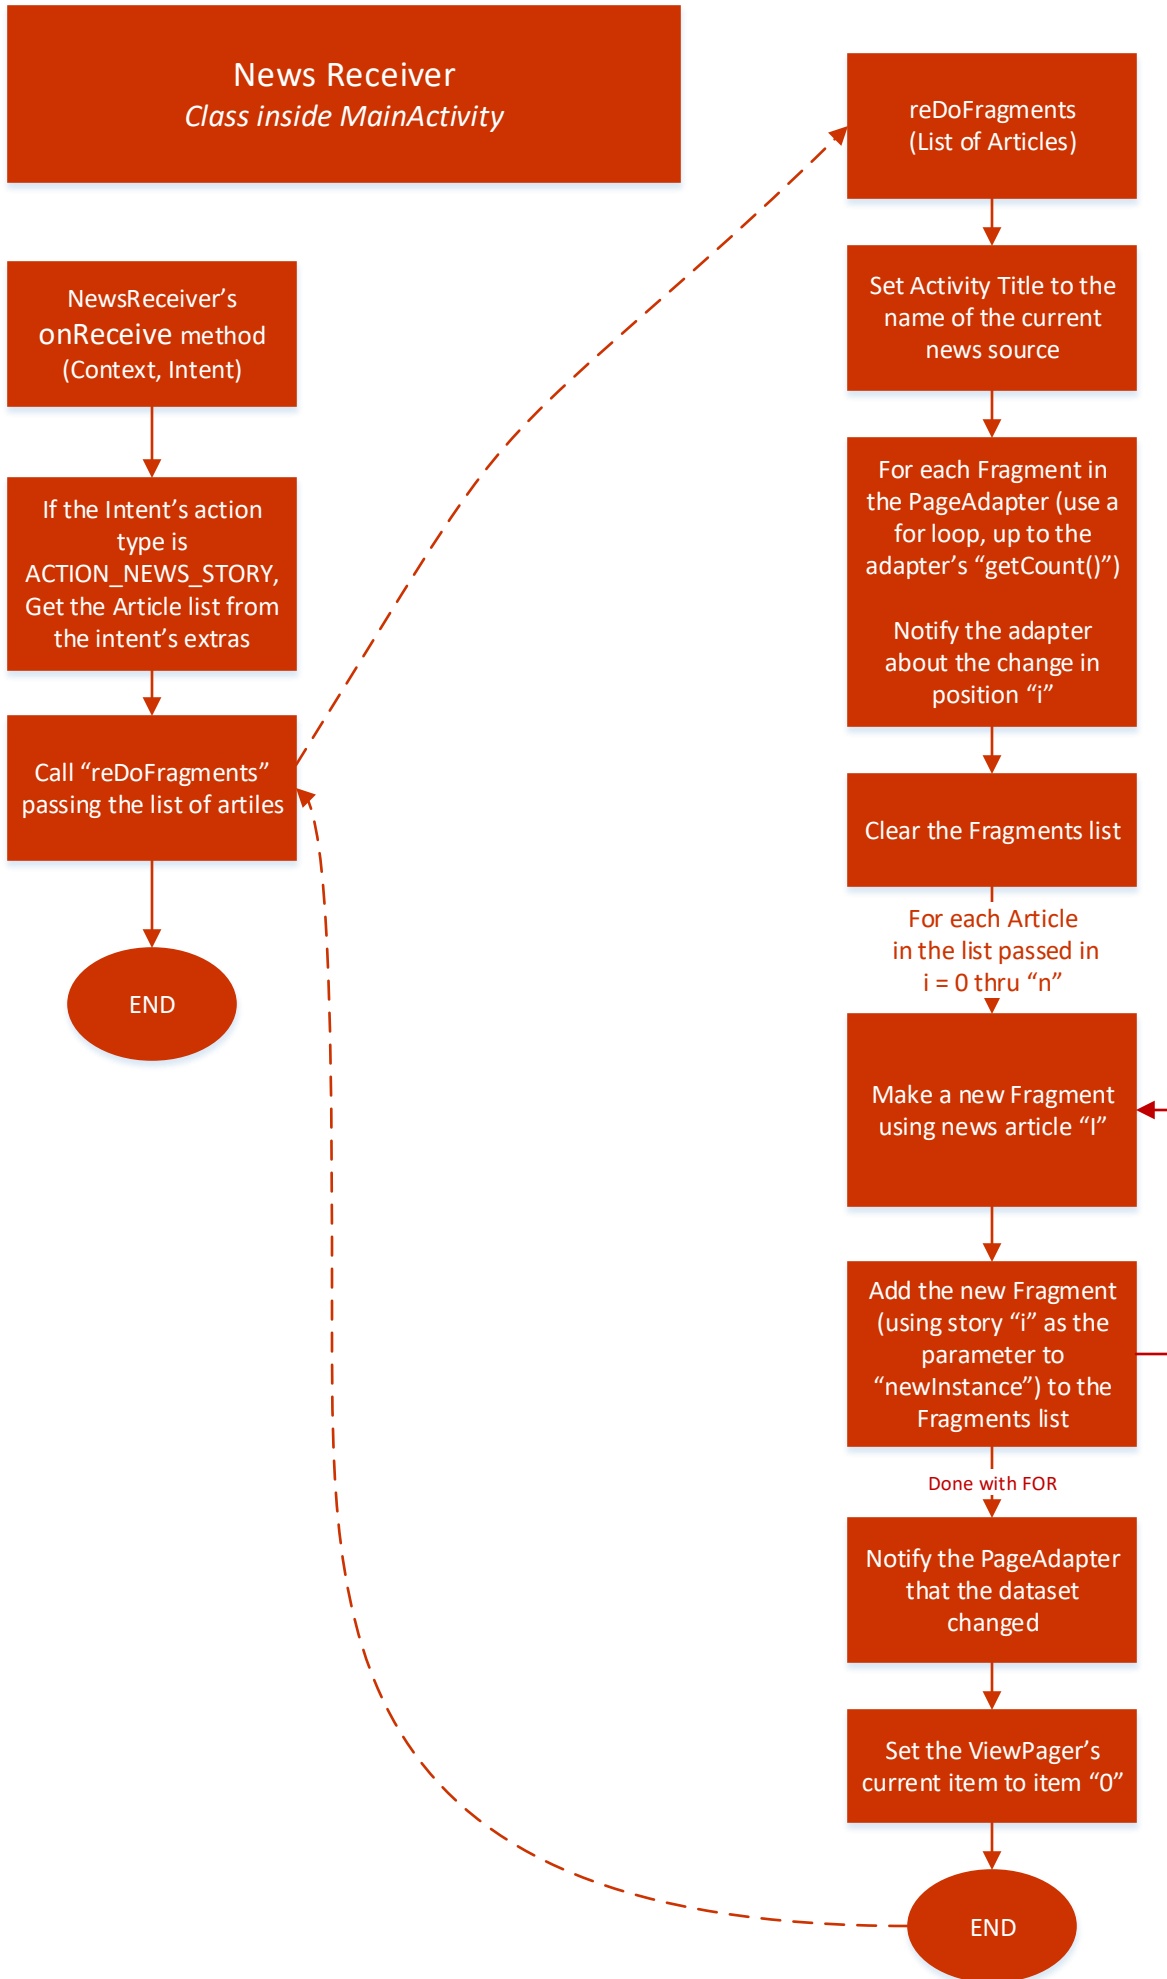 News Receiver
Class inside MainActivity
NewsReceiver’s
onReceive method
(Context, Intent)
If the Intent’s action
type is
ACTION_NEWS_STORY,
Get the Article list from
the intent’s extras
Call “reDoFragments”
passing the list of artiles
END
reDoFragments
(List of Articles)
Set Activity Title to the
name of the current
news source
For each Fragment in
the PageAdapter (use a
for loop, up to the
adapter’s “getCount()”)
Notify the adapter
about the change in
position “i”
Clear the Fragments list
For each Article
in the list passed in
i = 0 thru “n”
Make a new Fragment
using news article “I”
Add the new Fragment
(using story “i” as the
parameter to
“newInstance”) to the
Fragments list
Done with FOR
Notify the PageAdapter
that the dataset
changed
Set the ViewPager’s
current item to item “0”
END